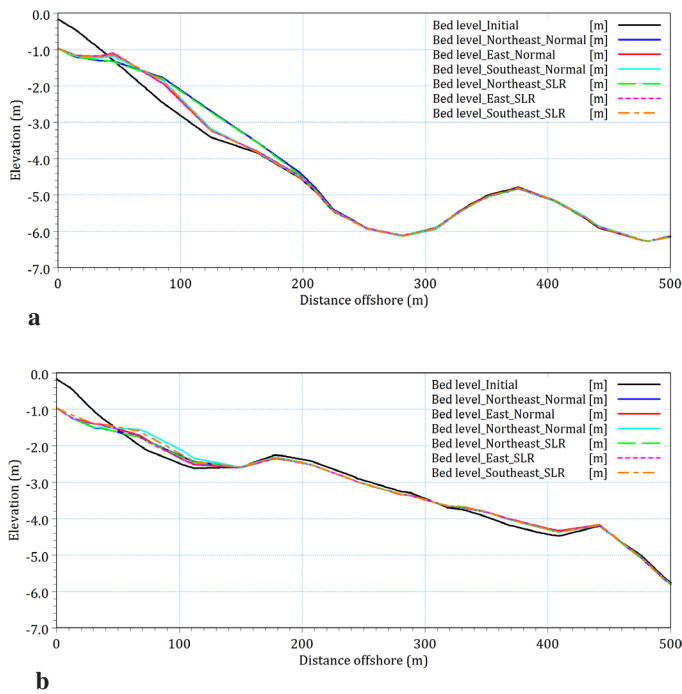 0.0
-1.0
-2.0
-3.0
-4.0
-5.0
-6.0
-7.0
Elevation (m)
Bed level_Initial [m]
Bed level_Northeast_Normal [m]
Bed level_East_Normal [m]
Bed level_Southeast_Normal [m]
Bed level_Northeast_SLR [m]
Bed level_East_SLR [m]
Bed level_Southeast_SLR [m]
0 100 200 300 400 500
Distance offshore (m)
a
0.0
-1.0
-2.0
-3.0
-4.0
-5.0
-6.0
-7.0
Elevation (m)
Bed level_Initial [m]
Bed level_Northeast_Normal [m]
Bed level_East_Normal [m]
Bed level_Northeast_Normal [m]
Bed level_Northeast_SLR [m]
Bed level_East_SLR [m]
Bed level_Southeast_SLR [m]
0 100 200 300 400 500
Distance offshore (m)
b